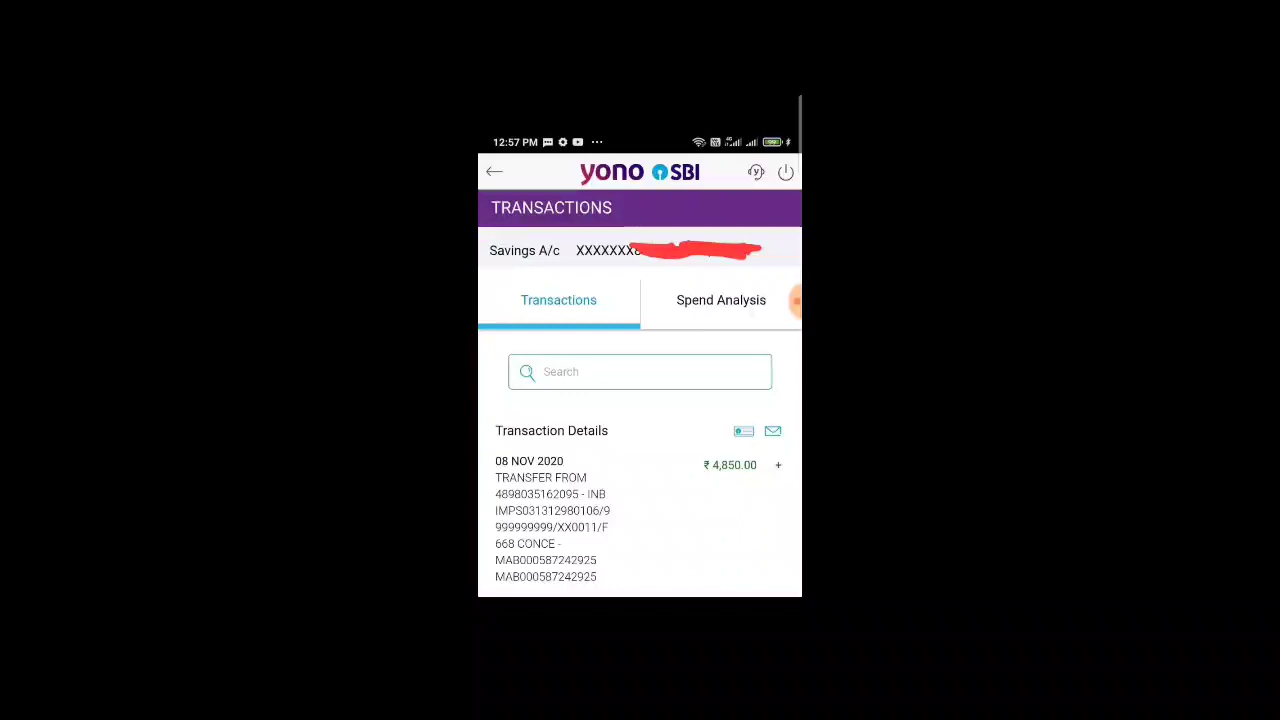 12:57 PM
yono SBI
TRANSACTIONS
Savings A/c XXXXXXX
Transactions Spend Analysis
Search
Transaction Details
08 NOV 2020 ₹ 4,850.00 +
TRANSFER FROM
4898035162095 - INB
IMPS031312980106/9
999999999/XX0011/F
668 CONCE -
MAB000587242925
MAB000587242925